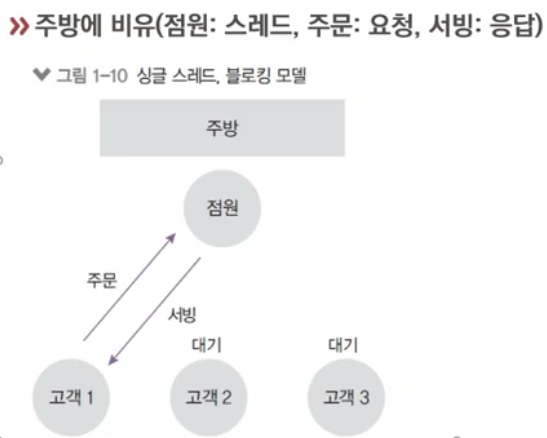 » 주방에 비유(점원: 스레드, 주문: 요청, 서빙: 응답)
그림 1-10 싱글 스레드, 블로킹 모델
주방
점원
주문
서빙
대기
대기
고객 1
고객 2
고객 3